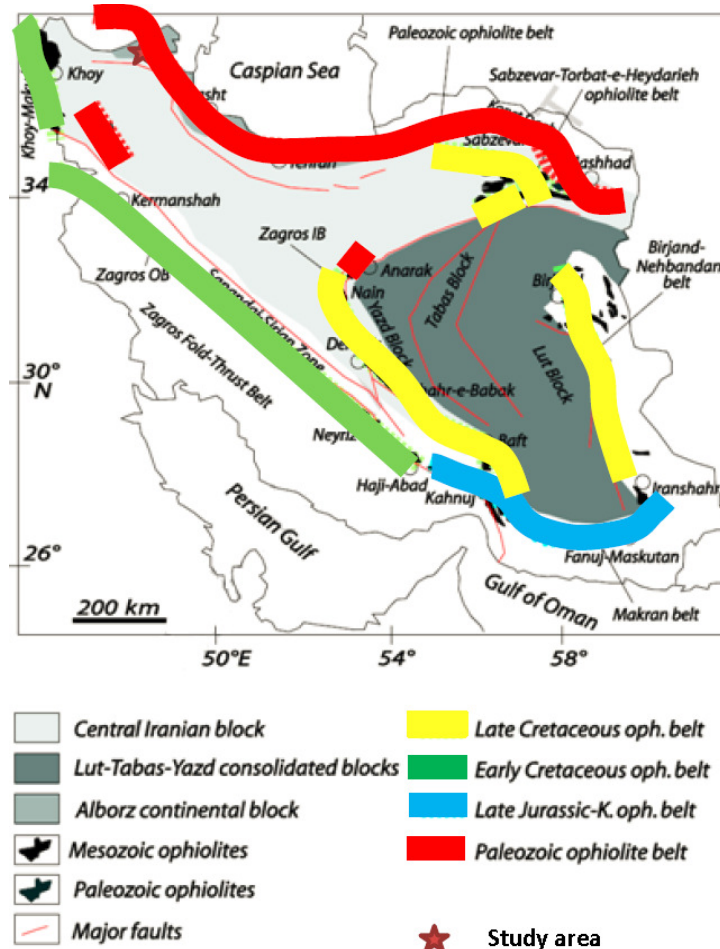 Paleozoic ophiolite belt
Caspian Sea
Sabzevar-Torbat-e-Heydarieh
ophiolite belt
Khoy
34°
Kermanshah
Zagros IB
Zagros OB
Anarak
Nain
Tabas Block
Yazd Block
Birjand-
Nehbandan
belt
Zagros Fold-Thrust Belt
30°
N
Lut Block
Haji-Abad
Kahnuj
Iranshahr
Persian Gulf
Fanuj-Maskutan
26°
Gulf of Oman
Makran belt
200 km
50°E
54°
58°
Central Iranian block
Lut-Tabas-Yazd consolidated blocks
Alborz continental block
Mesozoic ophiolites
Paleozoic ophiolites
Major faults
Late Cretaceous oph. belt
Early Cretaceous oph. belt
Late Jurassic-K. oph. belt
Paleozoic ophiolite belt
Study area